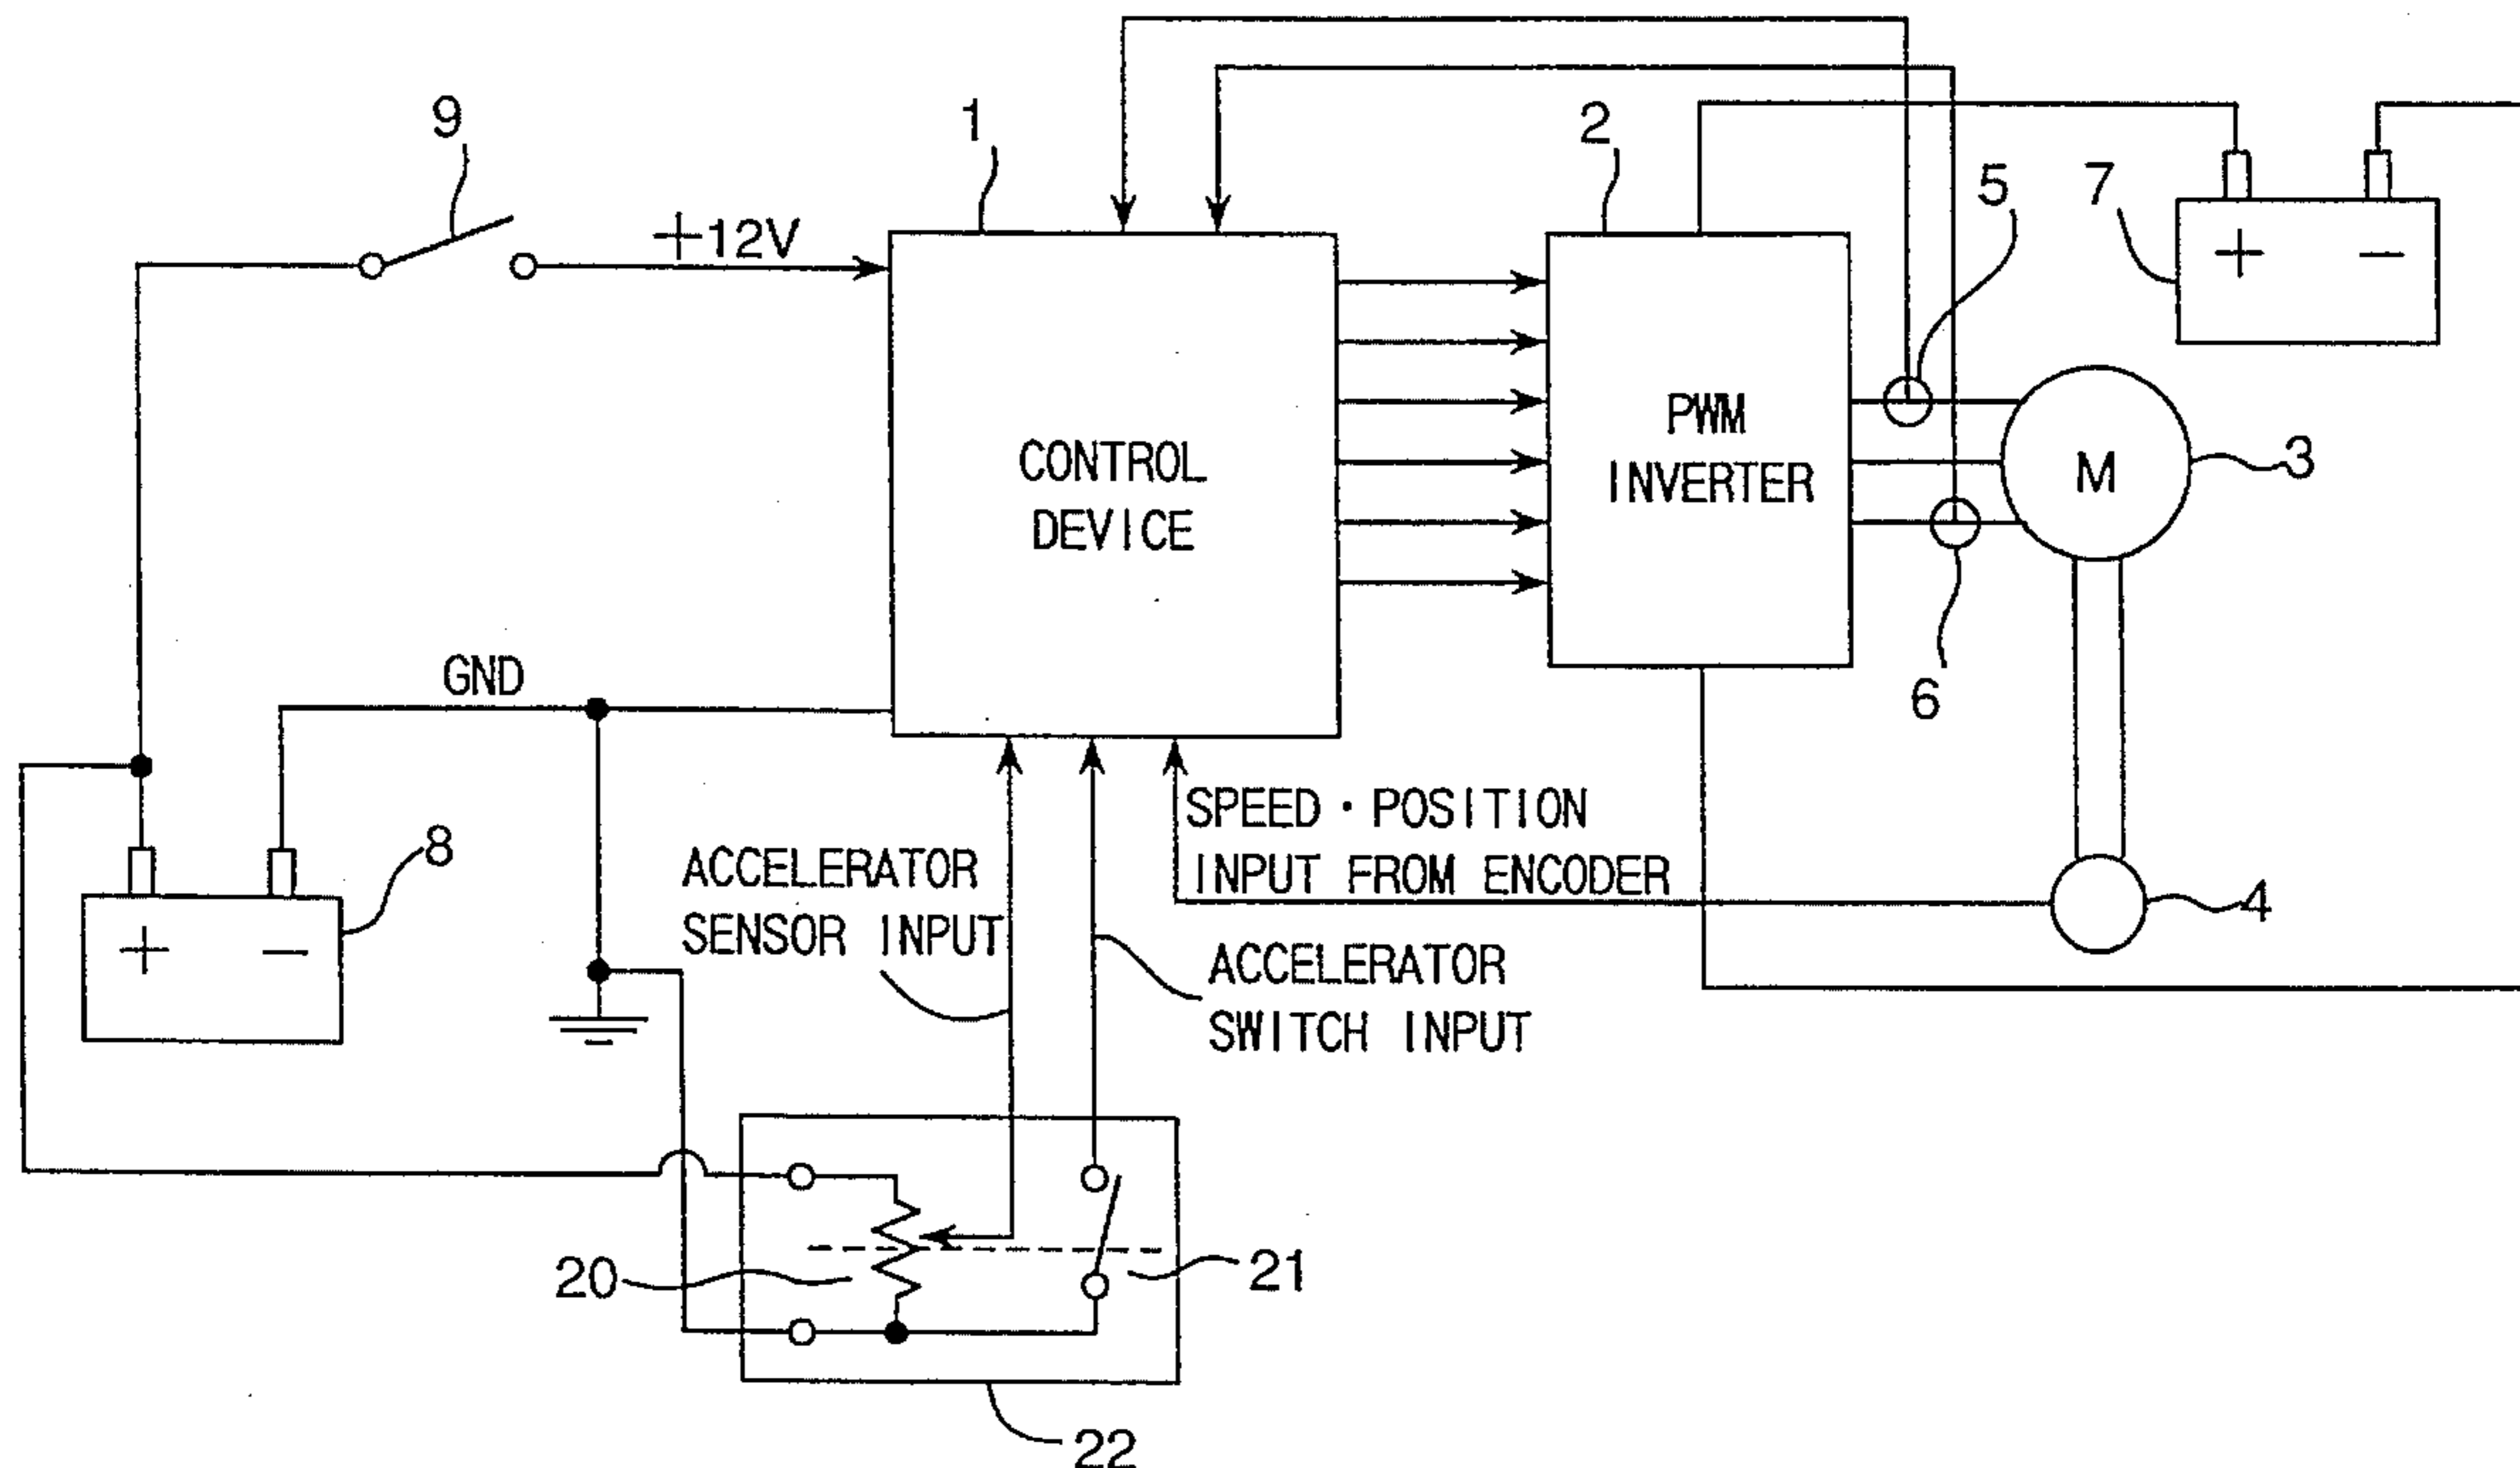 9
1
2
5
7
+12V
+ −
CONTROL
DEVICE
PWM
INVERTER
M
3
6
GND
8
+ −
SPEED・POSITION
INPUT FROM ENCODER
ACCELERATOR
SENSOR INPUT
4
ACCELERATOR
SWITCH INPUT
20
21
22